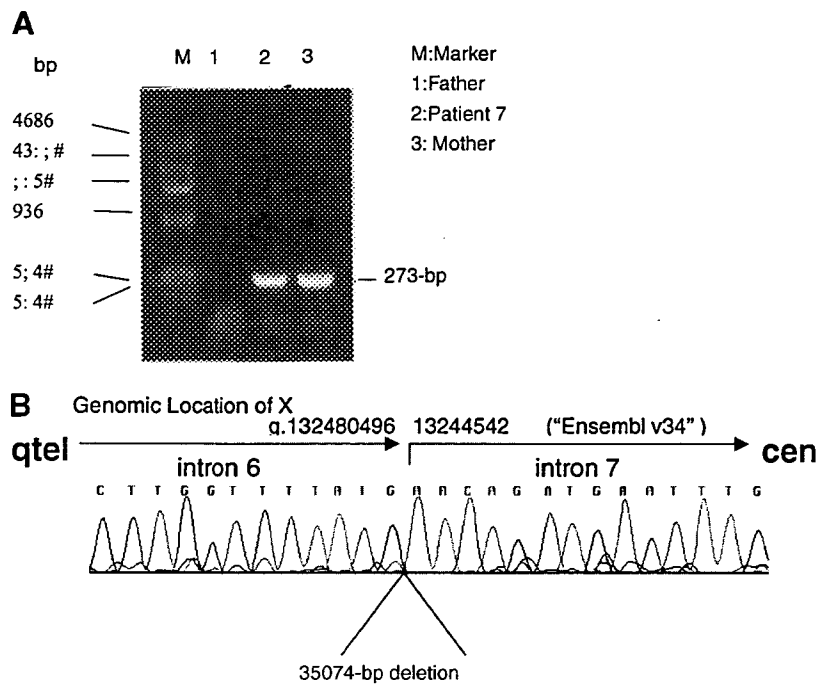 A
bp
M 1 2 3
M:Marker
1:Father
2:Patient 7
3: Mother
4686
43: ; #
; : 5#
936
5; 4#
5: 4#
273-bp
B
Genomic Location of X
g.132480496 13244542 ("Ensembl v34" )
qtel
cen
intron 6 intron 7
C T T G G T T T T A T G A A C A G A T G A A T T T G
35074-bp deletion